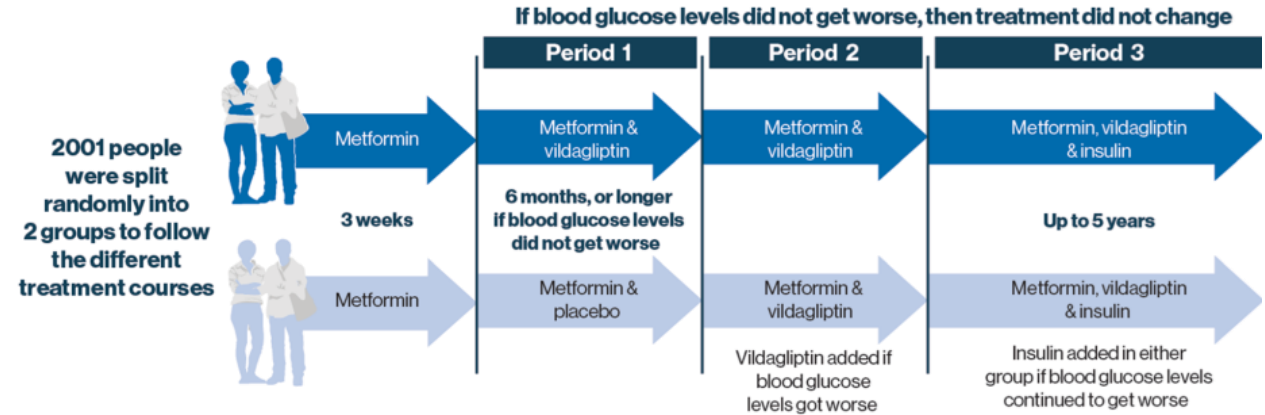 If blood glucose levels did not get worse, then treatment did not change
Period 1
Period 2
Period 3
2001 people
were split
randomly into
2 groups to follow
the different
treatment courses
Metformin
Metformin &
vildagliptin
Metformin &
vildagliptin
Metformin, vildagliptin
& insulin
3 weeks
6 months, or longer
if blood glucose levels
did not get worse
Up to 5 years
Metformin
Metformin &
placebo
Metformin &
vildagliptin
Metformin, vildagliptin
& insulin
Vildagliptin added if
blood glucose
levels got worse
Insulin added in either
group if blood glucose levels
continued to get worse